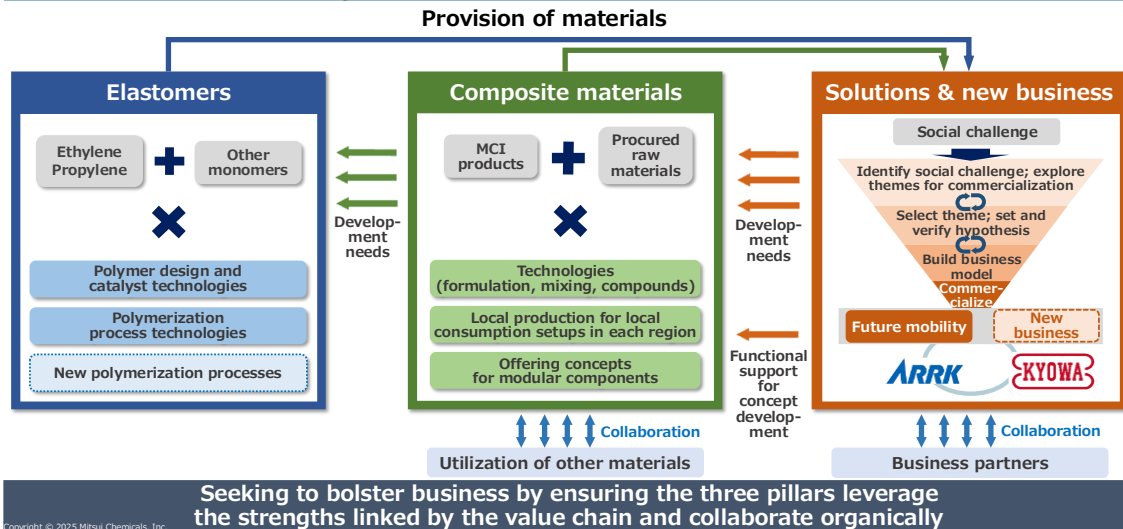 Provision of materials
Elastomers
Ethylene
Propylene
Other
monomers
Polymer design and
catalyst technologies
Polymerization
process technologies
New polymerization processes
Develop-
ment
needs
Composite materials
MCI
products
Procured
raw
materials
Technologies
(formulation, mixing, compounds)
Local production for local
consumption setups in each region
Offering concepts
for modular components
Collaboration
Utilization of other materials
Develop-
ment
needs
Functional
support
for
concept
develop-
ment
Solutions & new business
Social challenge
Identify social challenge; explore
themes for commercialization
Select theme; set and
verify hypothesis
Build business
model
Commer-
cialize
Future mobility
New
business
ARRK
KYOWA
Collaboration
Business partners
Seeking to bolster business by ensuring the three pillars leverage
the strengths linked by the value chain and collaborate organically
Copyright © 2025 Mitsui Chemicals, Inc.